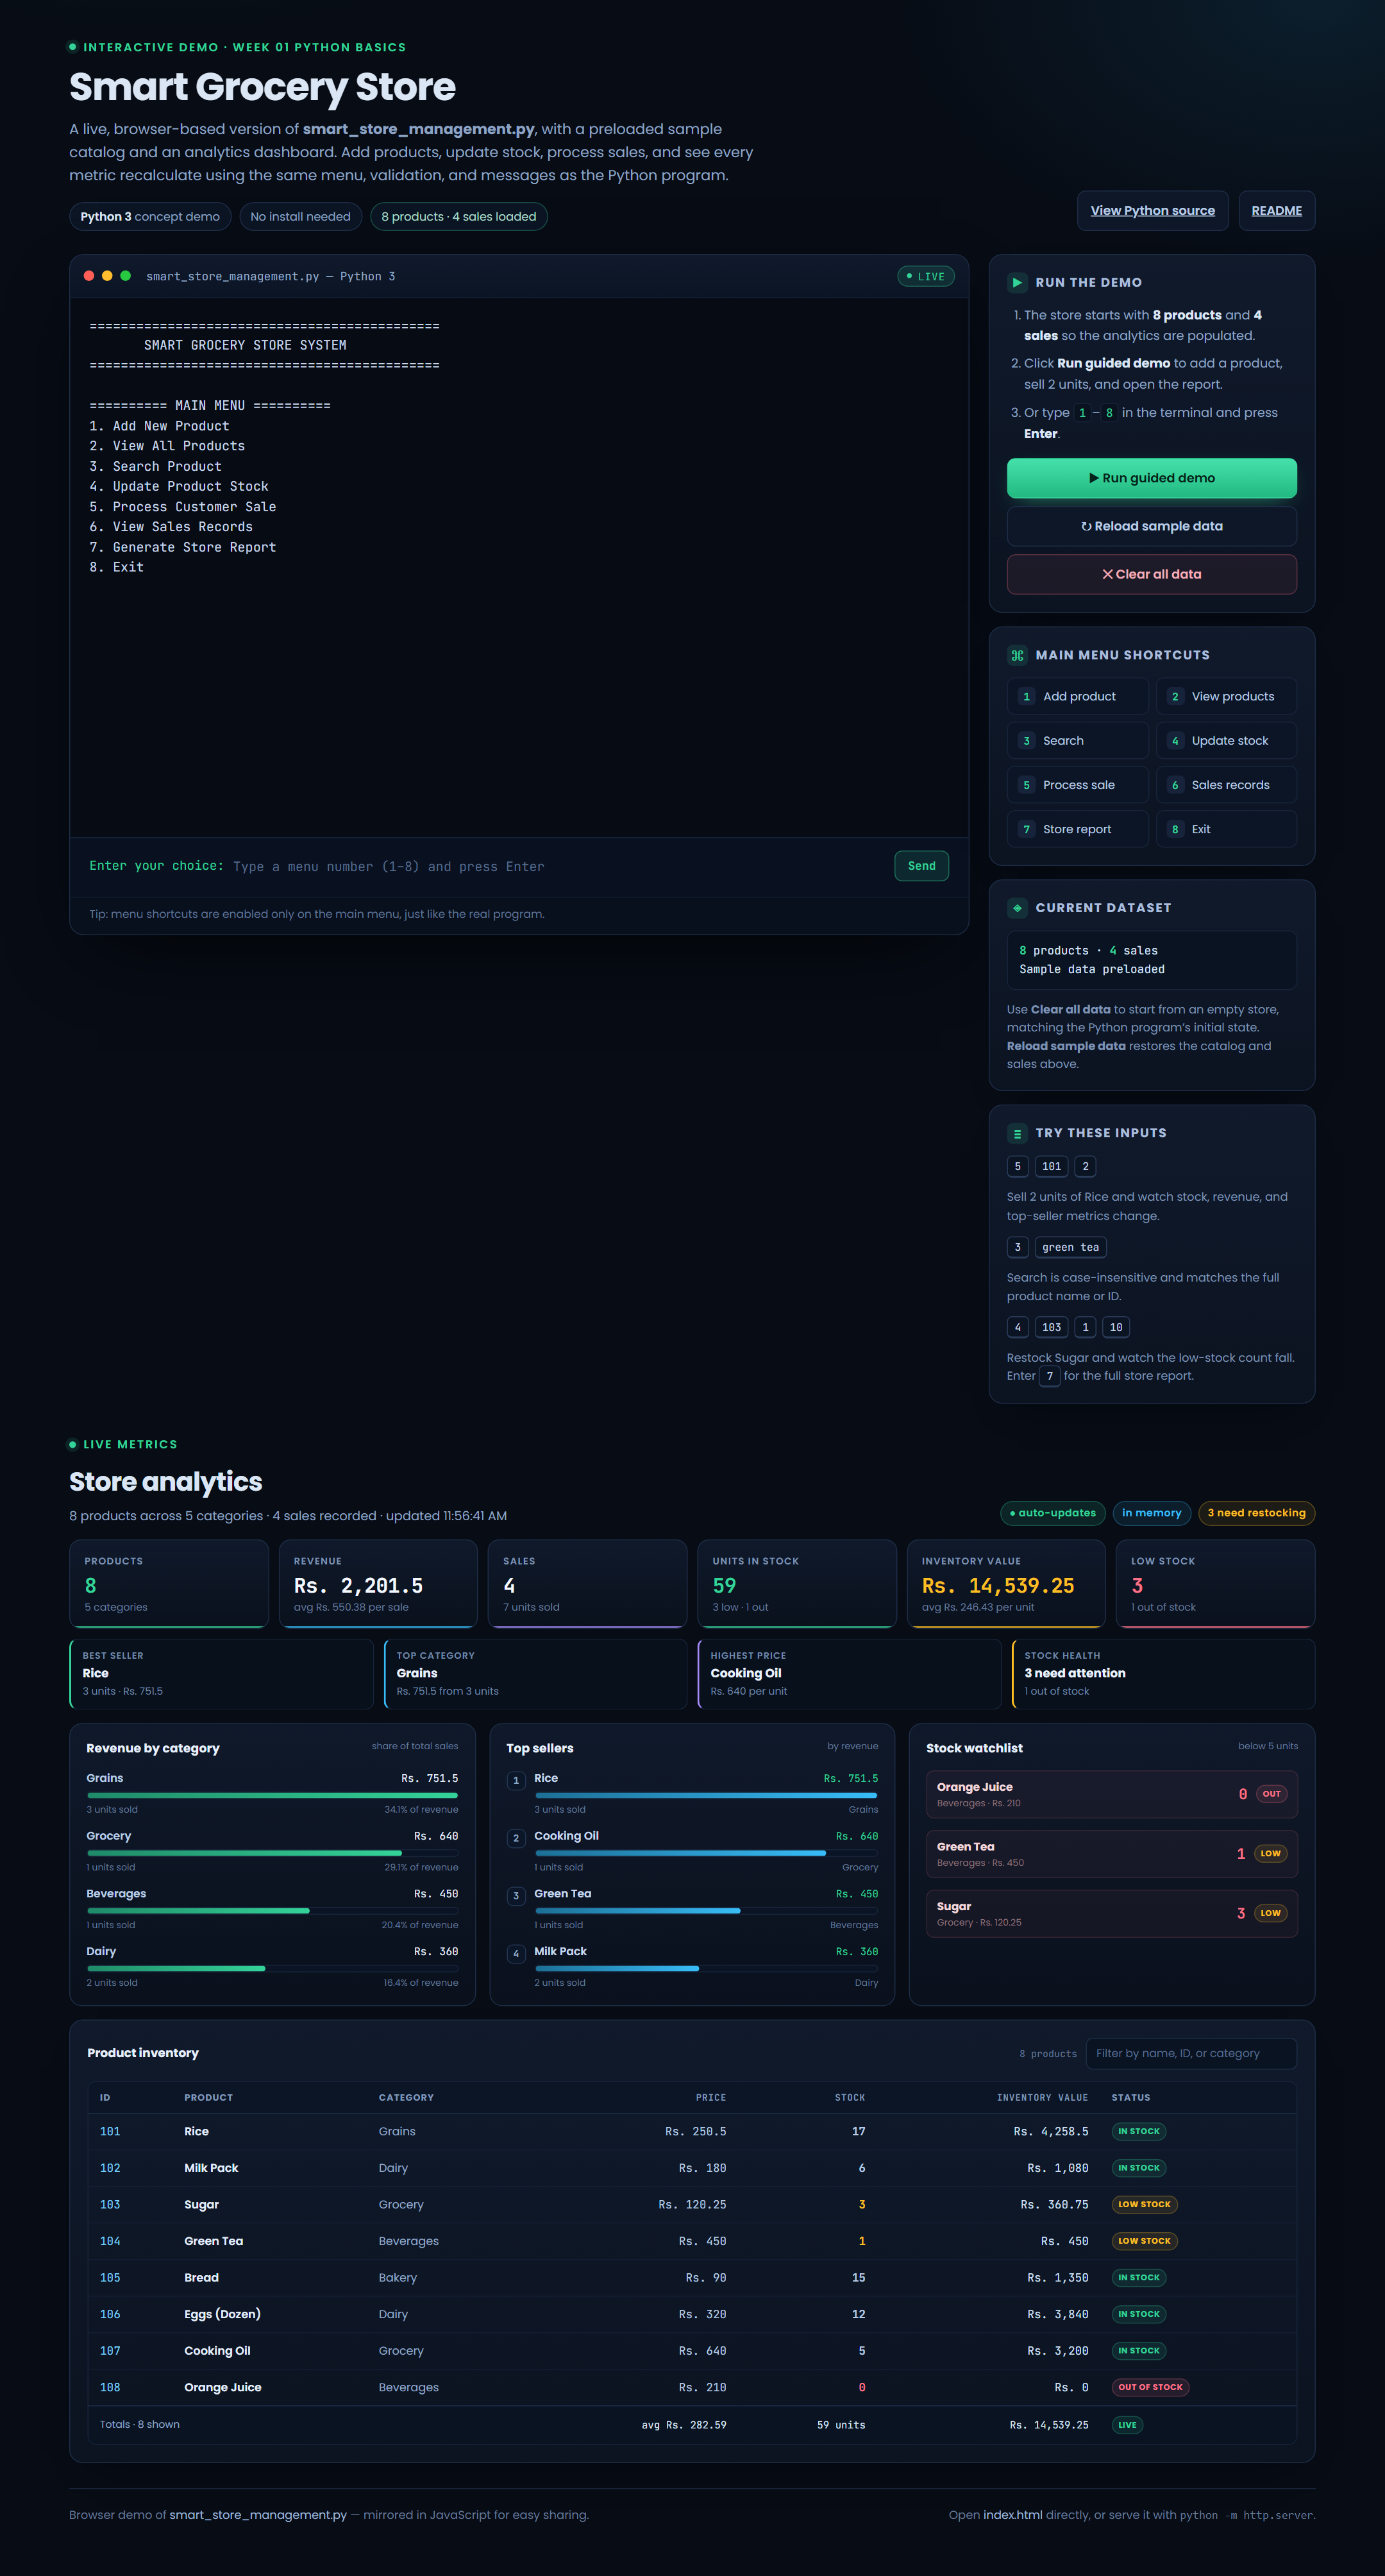 INTERACTIVE DEMO · WEEK 01 PYTHON BASICS
Smart Grocery Store
A live, browser-based version of smart_store_management.py, with a preloaded sample
catalog and an analytics dashboard. Add products, update stock, process sales, and see every
metric recalculate using the same menu, validation, and messages as the Python program.
Python 3 concept demo
No install needed
8 products · 4 sales loaded
View Python source
README
smart_store_management.py — Python 3
LIVE
=============================================
SMART GROCERY STORE SYSTEM
=============================================
========== MAIN MENU ==========
1. Add New Product
2. View All Products
3. Search Product
4. Update Product Stock
5. Process Customer Sale
6. View Sales Records
7. Generate Store Report
8. Exit
Enter your choice: Type a menu number (1-8) and press Enter
Send
Tip: menu shortcuts are enabled only on the main menu, just like the real program.
▶ RUN THE DEMO
1. The store starts with 8 products and 4
sales so the analytics are populated.
2. Click Run guided demo to add a product,
sell 2 units, and open the report.
3. Or type 1 – 8 in the terminal and press
Enter.
▶ Run guided demo
↻ Reload sample data
✕ Clear all data
⌘ MAIN MENU SHORTCUTS
1 Add product
2 View products
3 Search
4 Update stock
5 Process sale
6 Sales records
7 Store report
8 Exit
◈ CURRENT DATASET
8 products · 4 sales
Sample data preloaded
Use Clear all data to start from an empty store,
matching the Python program's initial state.
Reload sample data restores the catalog and
sales above.
≡ TRY THESE INPUTS
5 101 2
Sell 2 units of Rice and watch stock, revenue, and
top-seller metrics change.
3 green tea
Search is case-insensitive and matches the full
product name or ID.
4 103 1 10
Restock Sugar and watch the low-stock count fall.
Enter 7 for the full store report.
LIVE METRICS
Store analytics
8 products across 5 categories · 4 sales recorded · updated 11:56:41 AM
● auto-updates
in memory
3 need restocking
PRODUCTS
8
5 categories
REVENUE
Rs. 2,201.5
avg Rs. 550.38 per sale
SALES
4
7 units sold
UNITS IN STOCK
59
3 low · 1 out
INVENTORY VALUE
Rs. 14,539.25
avg Rs. 246.43 per unit
LOW STOCK
3
1 out of stock
BEST SELLER
Rice
3 units · Rs. 751.5
TOP CATEGORY
Grains
Rs. 751.5 from 3 units
HIGHEST PRICE
Cooking Oil
Rs. 640 per unit
STOCK HEALTH
3 need attention
1 out of stock
Revenue by category share of total sales
Grains Rs. 751.5
3 units sold 34.1% of revenue
Grocery Rs. 640
1 units sold 29.1% of revenue
Beverages Rs. 450
1 units sold 20.4% of revenue
Dairy Rs. 360
2 units sold 16.4% of revenue
Top sellers by revenue
1 Rice Rs. 751.5
3 units sold Grains
2 Cooking Oil Rs. 640
1 units sold Grocery
3 Green Tea Rs. 450
1 units sold Beverages
4 Milk Pack Rs. 360
2 units sold Dairy
Stock watchlist below 5 units
Orange Juice 0 OUT
Beverages · Rs. 210
Green Tea 1 LOW
Beverages · Rs. 450
Sugar 3 LOW
Grocery · Rs. 120.25
Product inventory 8 products Filter by name, ID, or category
ID PRODUCT CATEGORY PRICE STOCK INVENTORY VALUE STATUS
101 Rice Grains Rs. 250.5 17 Rs. 4,258.5 IN STOCK
102 Milk Pack Dairy Rs. 180 6 Rs. 1,080 IN STOCK
103 Sugar Grocery Rs. 120.25 3 Rs. 360.75 LOW STOCK
104 Green Tea Beverages Rs. 450 1 Rs. 450 LOW STOCK
105 Bread Bakery Rs. 90 15 Rs. 1,350 IN STOCK
106 Eggs (Dozen) Dairy Rs. 320 12 Rs. 3,840 IN STOCK
107 Cooking Oil Grocery Rs. 640 5 Rs. 3,200 IN STOCK
108 Orange Juice Beverages Rs. 210 0 Rs. 0 OUT OF STOCK
Totals · 8 shown avg Rs. 282.59 59 units Rs. 14,539.25 LIVE
Browser demo of smart_store_management.py — mirrored in JavaScript for easy sharing.
Open index.html directly, or serve it with python -m http.server.